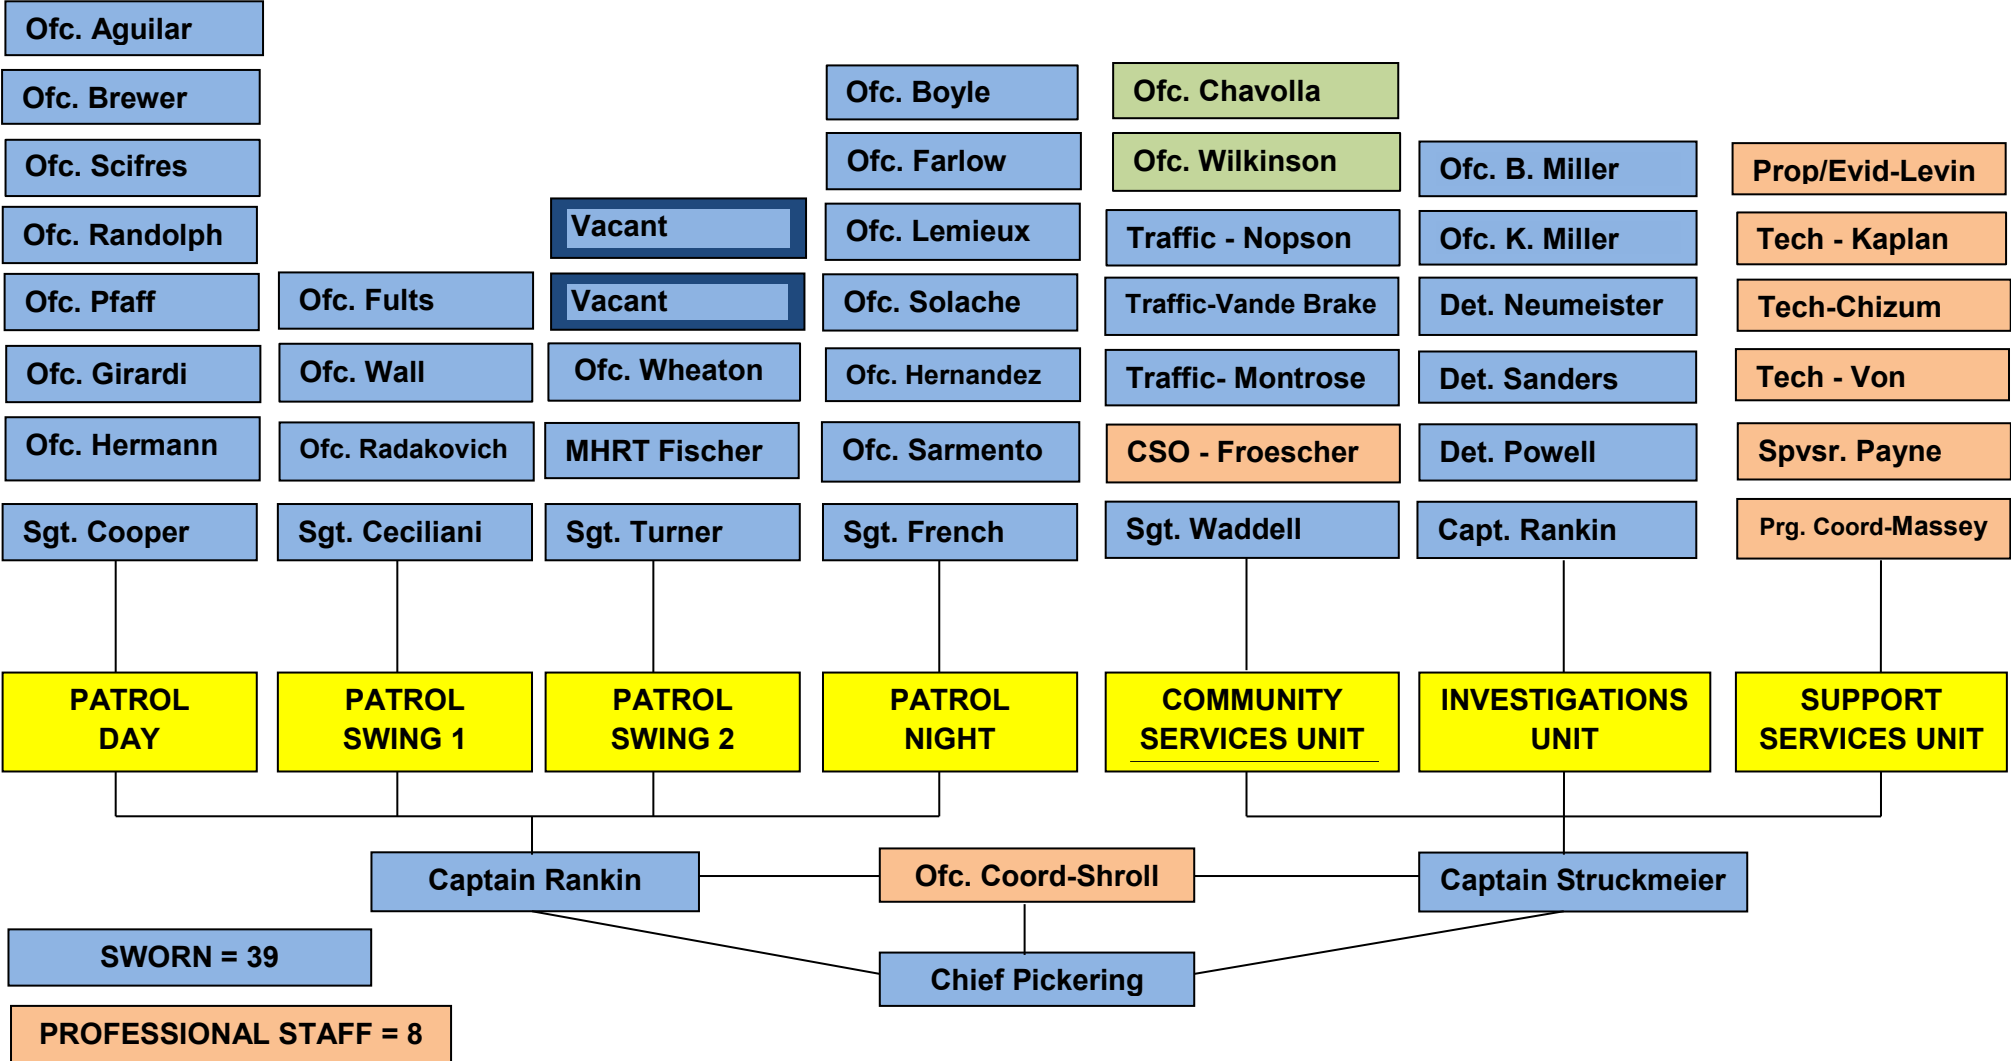 Ofc. Aguilar
Ofc. Brewer
Ofc. Scifres
Ofc. Randolph
Ofc. Pfaff
Ofc. Girardi
Ofc. Hermann
Sgt. Cooper
PATROL
DAY
Ofc. Fults
Ofc. Wall
Ofc. Radakovich
Sgt. Ceciliani
PATROL
SWING 1
Vacant
Vacant
Ofc. Wheaton
MHRT Fischer
Sgt. Turner
PATROL
SWING 2
Ofc. Boyle
Ofc. Farlow
Ofc. Lemieux
Ofc. Solache
Ofc. Hernandez
Ofc. Sarmento
Sgt. French
PATROL
NIGHT
Ofc. Chavolla
Ofc. Wilkinson
Traffic - Nopson
Traffic-Vande Brake
Traffic- Montrose
CSO - Froescher
Sgt. Waddell
COMMUNITY
SERVICES UNIT
Ofc. B. Miller
Ofc. K. Miller
Det. Neumeister
Det. Sanders
Det. Powell
Capt. Rankin
INVESTIGATIONS
UNIT
Prop/Evid-Levin
Tech - Kaplan
Tech-Chizum
Tech - Von
Spvsr. Payne
Prg. Coord-Massey
SUPPORT
SERVICES UNIT
Captain Rankin
Ofc. Coord-Shroll
Captain Struckmeier
Chief Pickering
SWORN = 39
PROFESSIONAL STAFF = 8